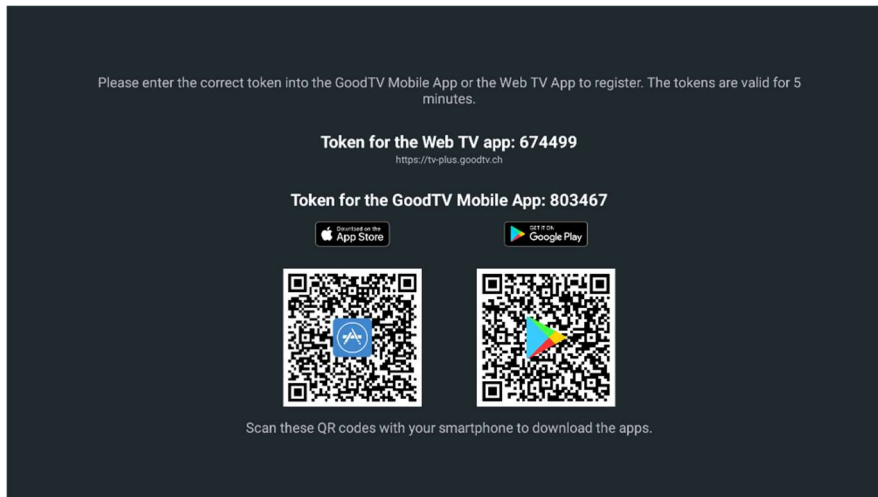 Please enter the correct token into the GoodTV Mobile App or the Web TV App to register. The tokens are valid for 5
minutes.
Token for the Web TV app: 674499
https://tv-plus.goodtv.ch
Token for the GoodTV Mobile App: 803467
Download on the
App Store
GET IT ON
Google Play
Scan these QR codes with your smartphone to download the apps.